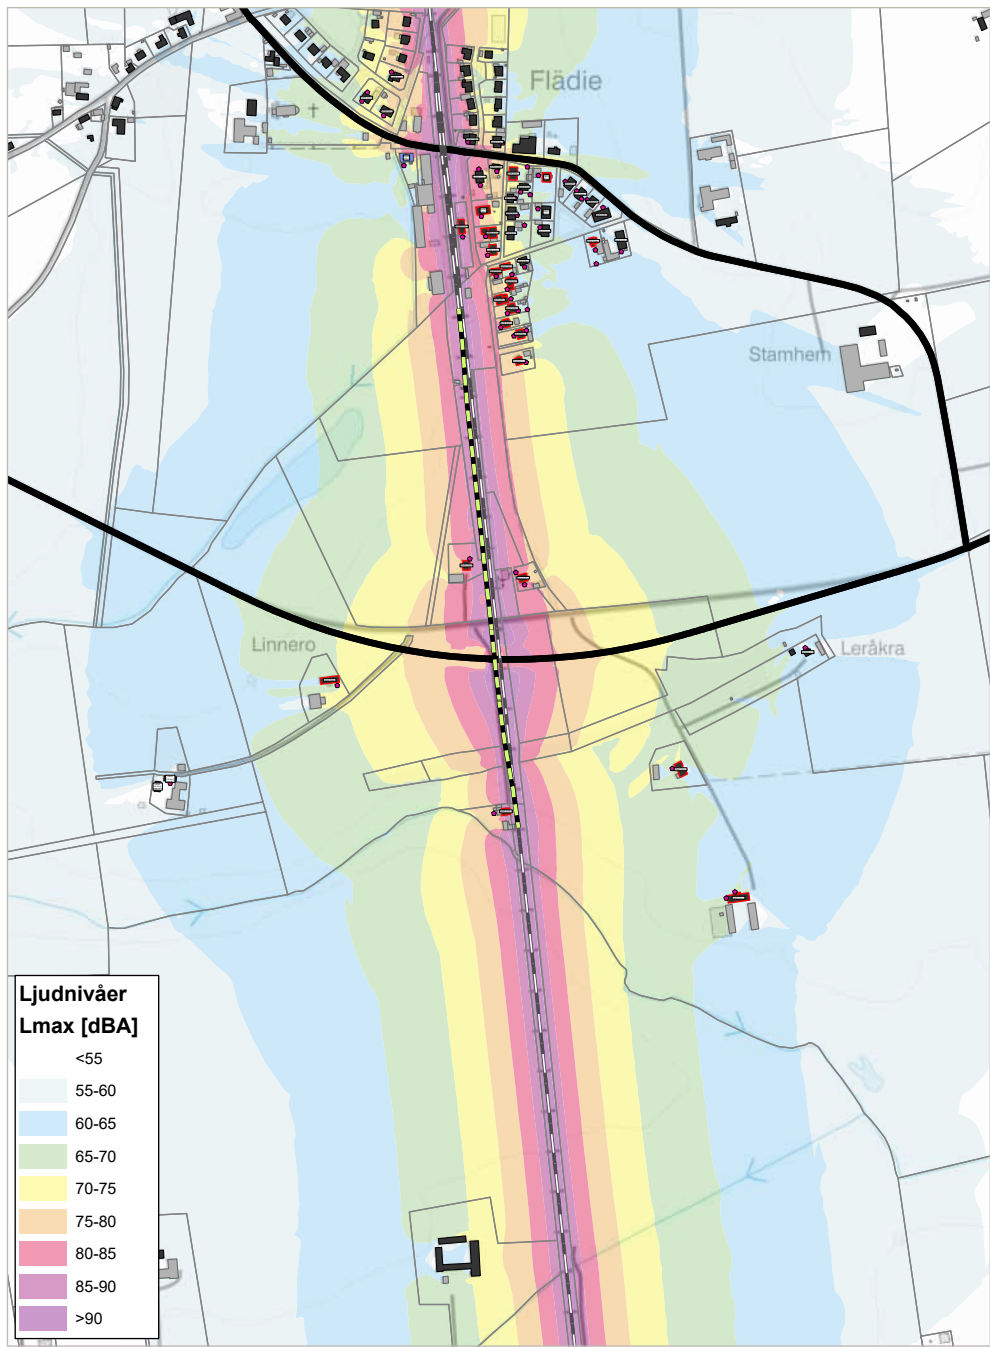 Flädie
Stamhem
Linnero
Leråkra
Ljudnivåer
Lmax [dBA]
<55
55-60
60-65
65-70
70-75
75-80
80-85
85-90
>90